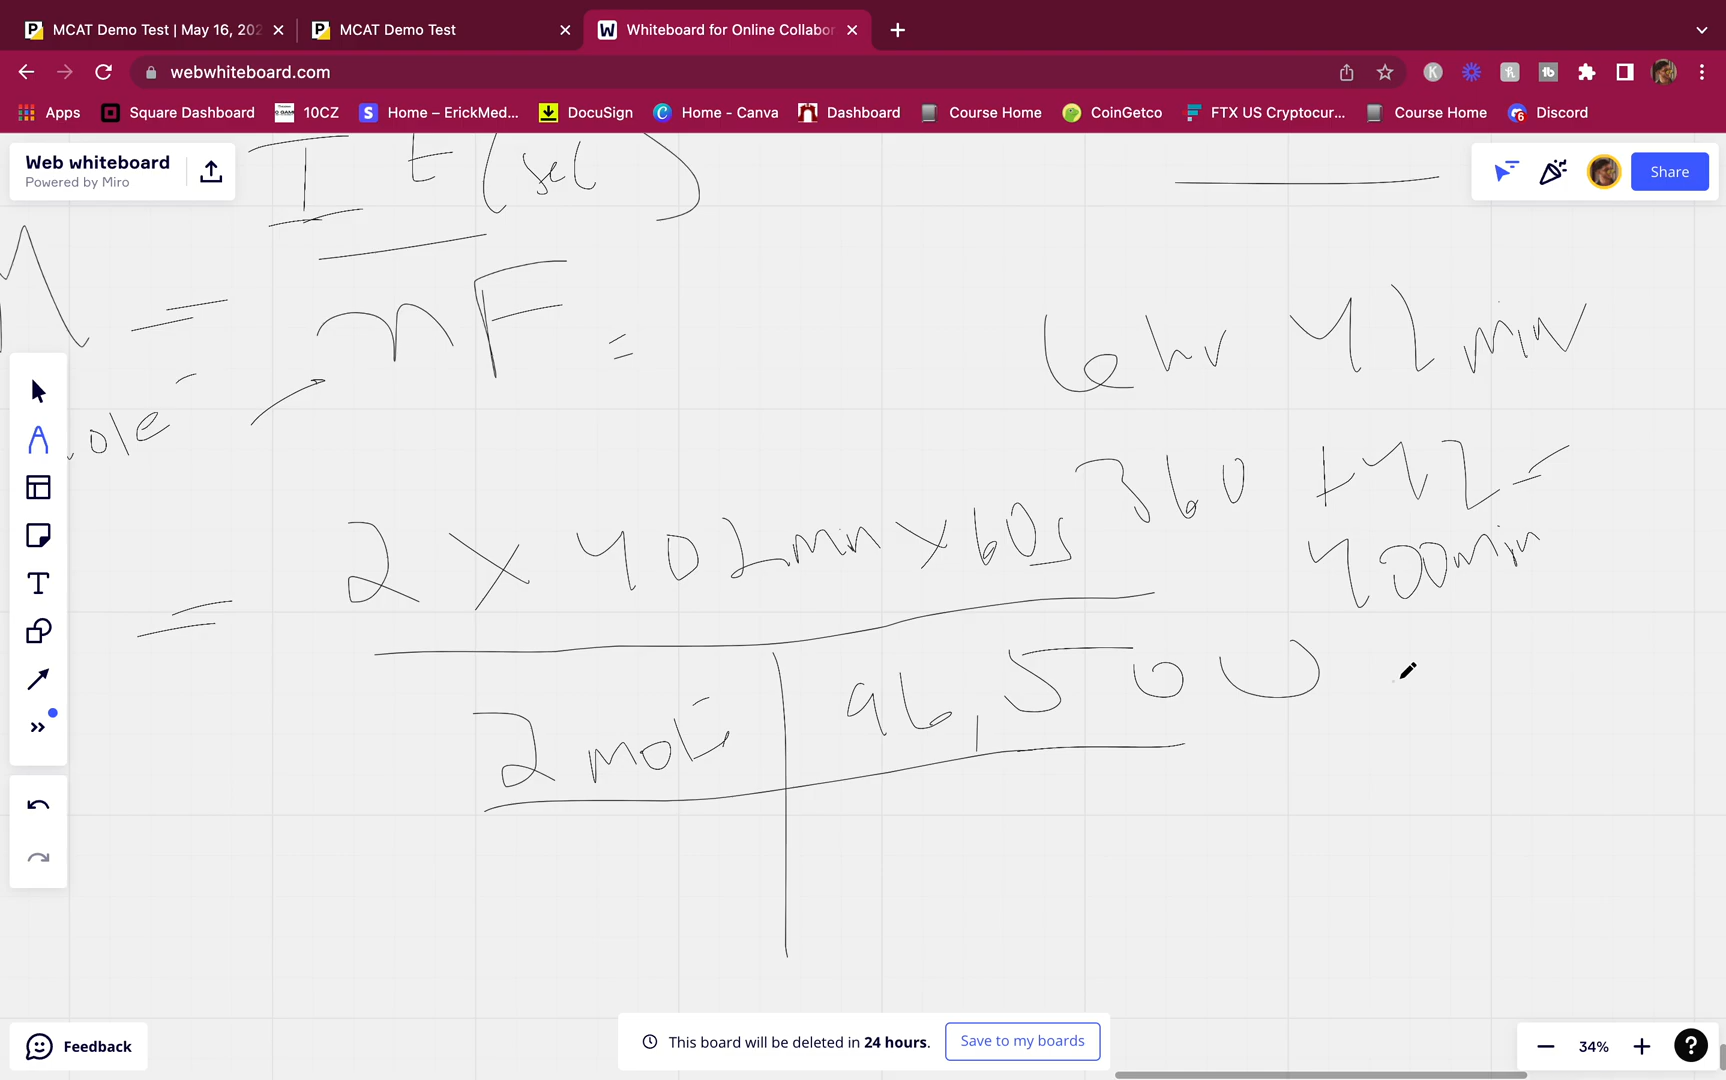 MCAT Demo Test | May 16, 202
MCAT Demo Test
Whiteboard for Online Collabor
webwhiteboard.com
Apps
Square Dashboard
10CZ
Home – ErickMed...
DocuSign
Home - Canva
Dashboard
Course Home
CoinGetco
FTX US Cryptocur...
Course Home
Discord
Web whiteboard
Powered by Miro
Share
I t (sec)
M = nF =
ole⁻
6 hr 42 min
360 + 42 =
400 min
= 2 x 402 min x 60s
2 mol e⁻ | 96,500
Feedback
This board will be deleted in 24 hours.
Save to my boards
34%